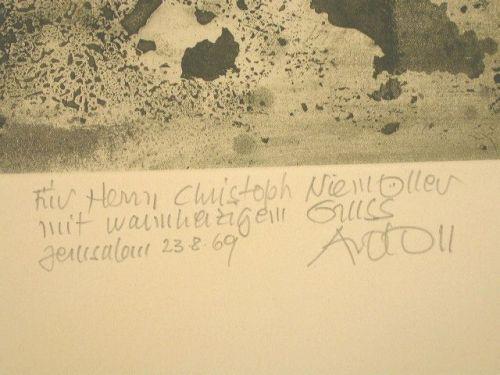 Für Herrn Christoph Niemöller
mit warmherzigem Gruss
Jerusalem 23.8.69
Ardon